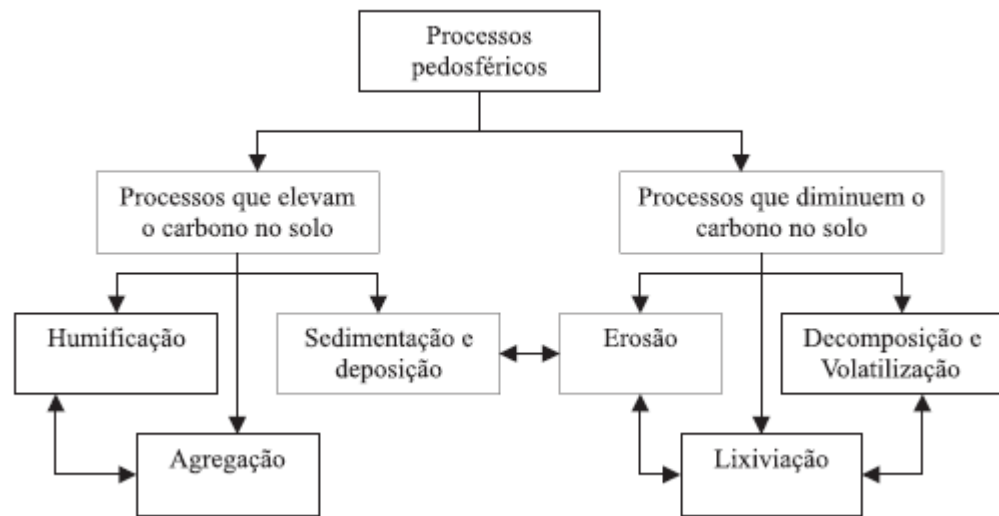 Processos
pedosféricos
Processos que elevam
o carbono no solo
Processos que diminuem o
carbono no solo
Humificação
Sedimentação e
deposição
Erosão
Decomposição e
Volatilização
Agregação
Lixiviação